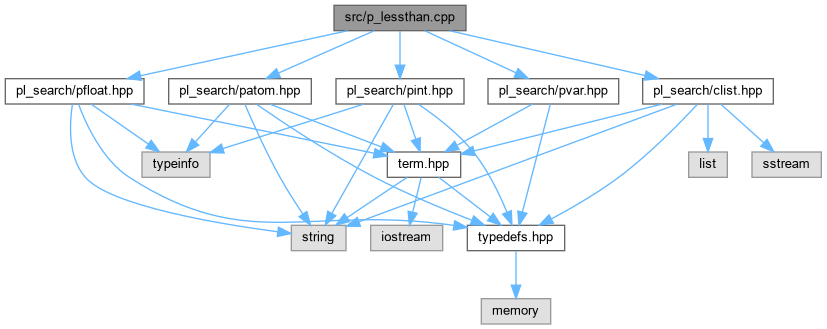 src/p_lessthan.cpp
pl_search/pfloat.hpp
pl_search/patom.hpp
pl_search/pint.hpp
pl_search/pvar.hpp
pl_search/clist.hpp
typeinfo
term.hpp
list
sstream
string
iostream
typedefs.hpp
memory